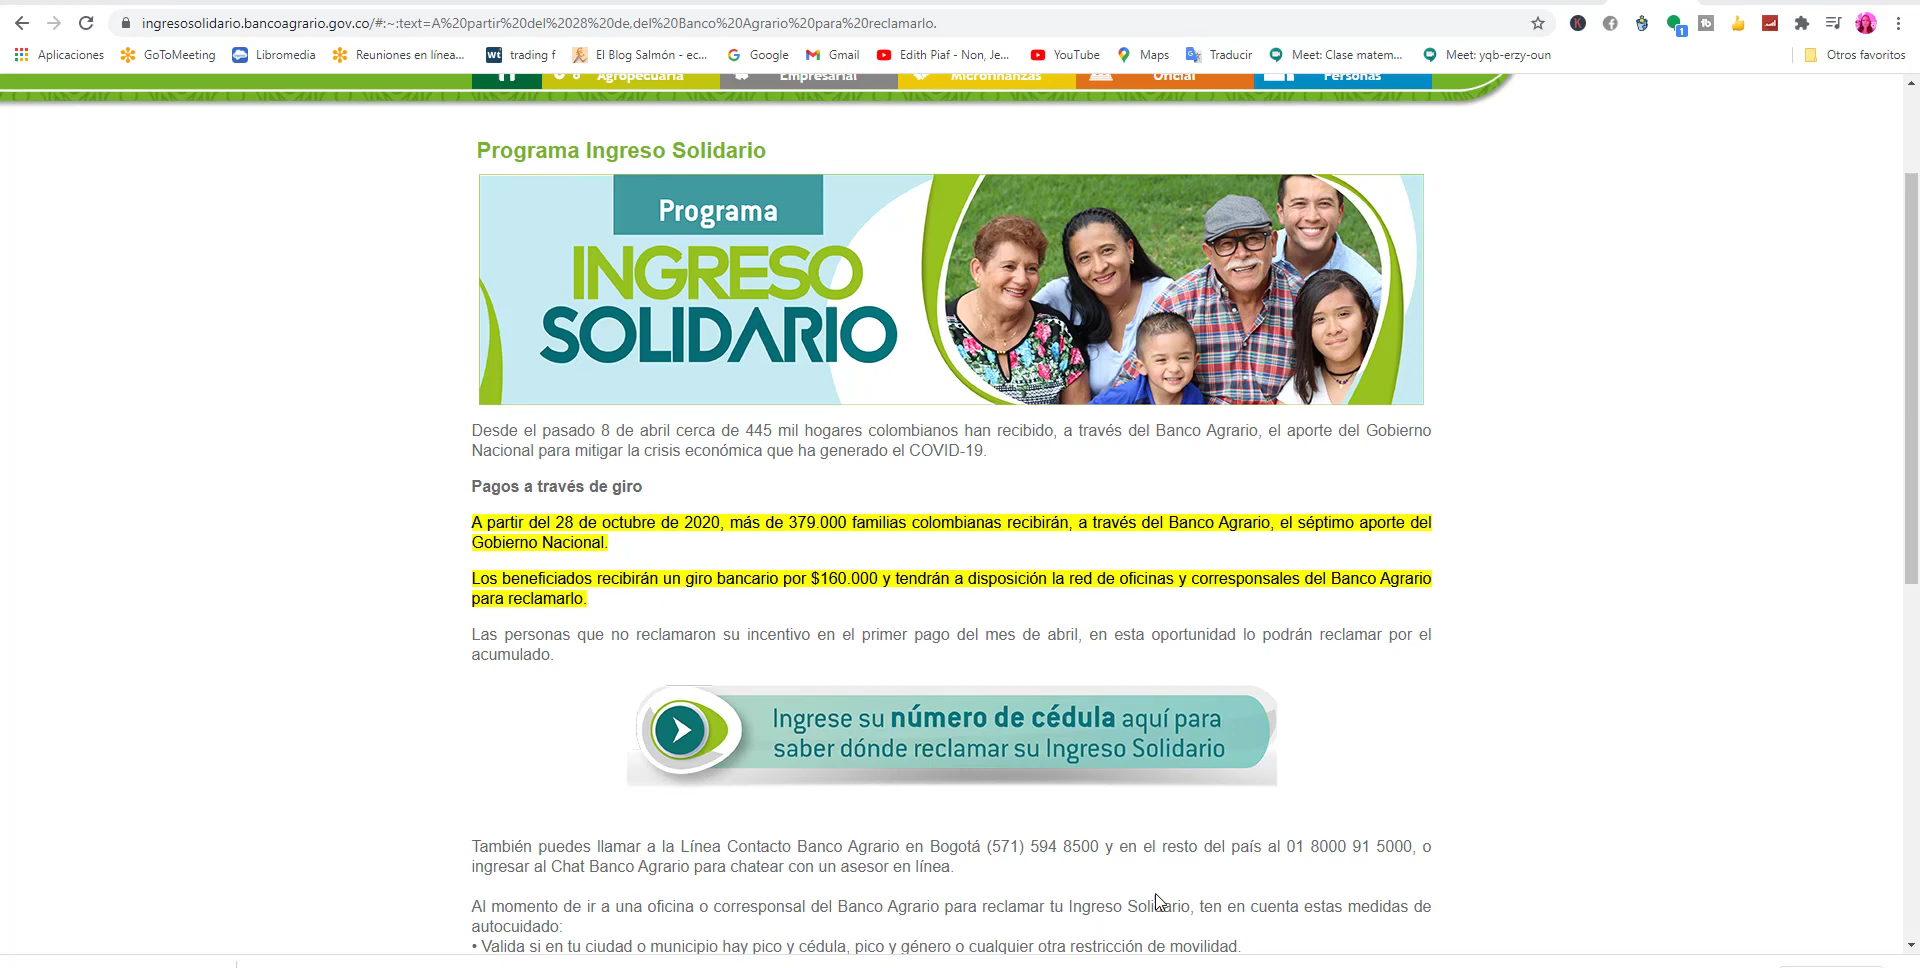 ingresosolidario.bancoagrario.gov.co/#:~:text=A%20partir%20del%2028%20de,del%20Banco%20Agrario%20para%20reclamarlo.
Aplicaciones GoToMeeting Libromedia Reuniones en línea... Wt trading f El Blog Salmón - ec... Google Gmail Edith Piaf - Non, Je... YouTube Maps Traducir Meet: Clase matem... Meet: yqb-erzy-oun Otros favoritos
Agropecuaria Empresarial Microfinanzas Oficial Personas
Programa Ingreso Solidario
Programa
INGRESO
SOLIDARIO
Desde el pasado 8 de abril cerca de 445 mil hogares colombianos han recibido, a través del Banco Agrario, el aporte del Gobierno
Nacional para mitigar la crisis económica que ha generado el COVID-19.
Pagos a través de giro
A partir del 28 de octubre de 2020, más de 379.000 familias colombianas recibirán, a través del Banco Agrario, el séptimo aporte del
Gobierno Nacional.
Los beneficiados recibirán un giro bancario por $160.000 y tendrán a disposición la red de oficinas y corresponsales del Banco Agrario
para reclamarlo.
Las personas que no reclamaron su incentivo en el primer pago del mes de abril, en esta oportunidad lo podrán reclamar por el
acumulado.
Ingrese su número de cédula aquí para
saber dónde reclamar su Ingreso Solidario
También puedes llamar a la Línea Contacto Banco Agrario en Bogotá (571) 594 8500 y en el resto del país al 01 8000 91 5000, o
ingresar al Chat Banco Agrario para chatear con un asesor en línea.
Al momento de ir a una oficina o corresponsal del Banco Agrario para reclamar tu Ingreso Solidario, ten en cuenta estas medidas de
autocuidado:
• Valida si en tu ciudad o municipio hay pico y cédula, pico y género o cualquier otra restricción de movilidad.